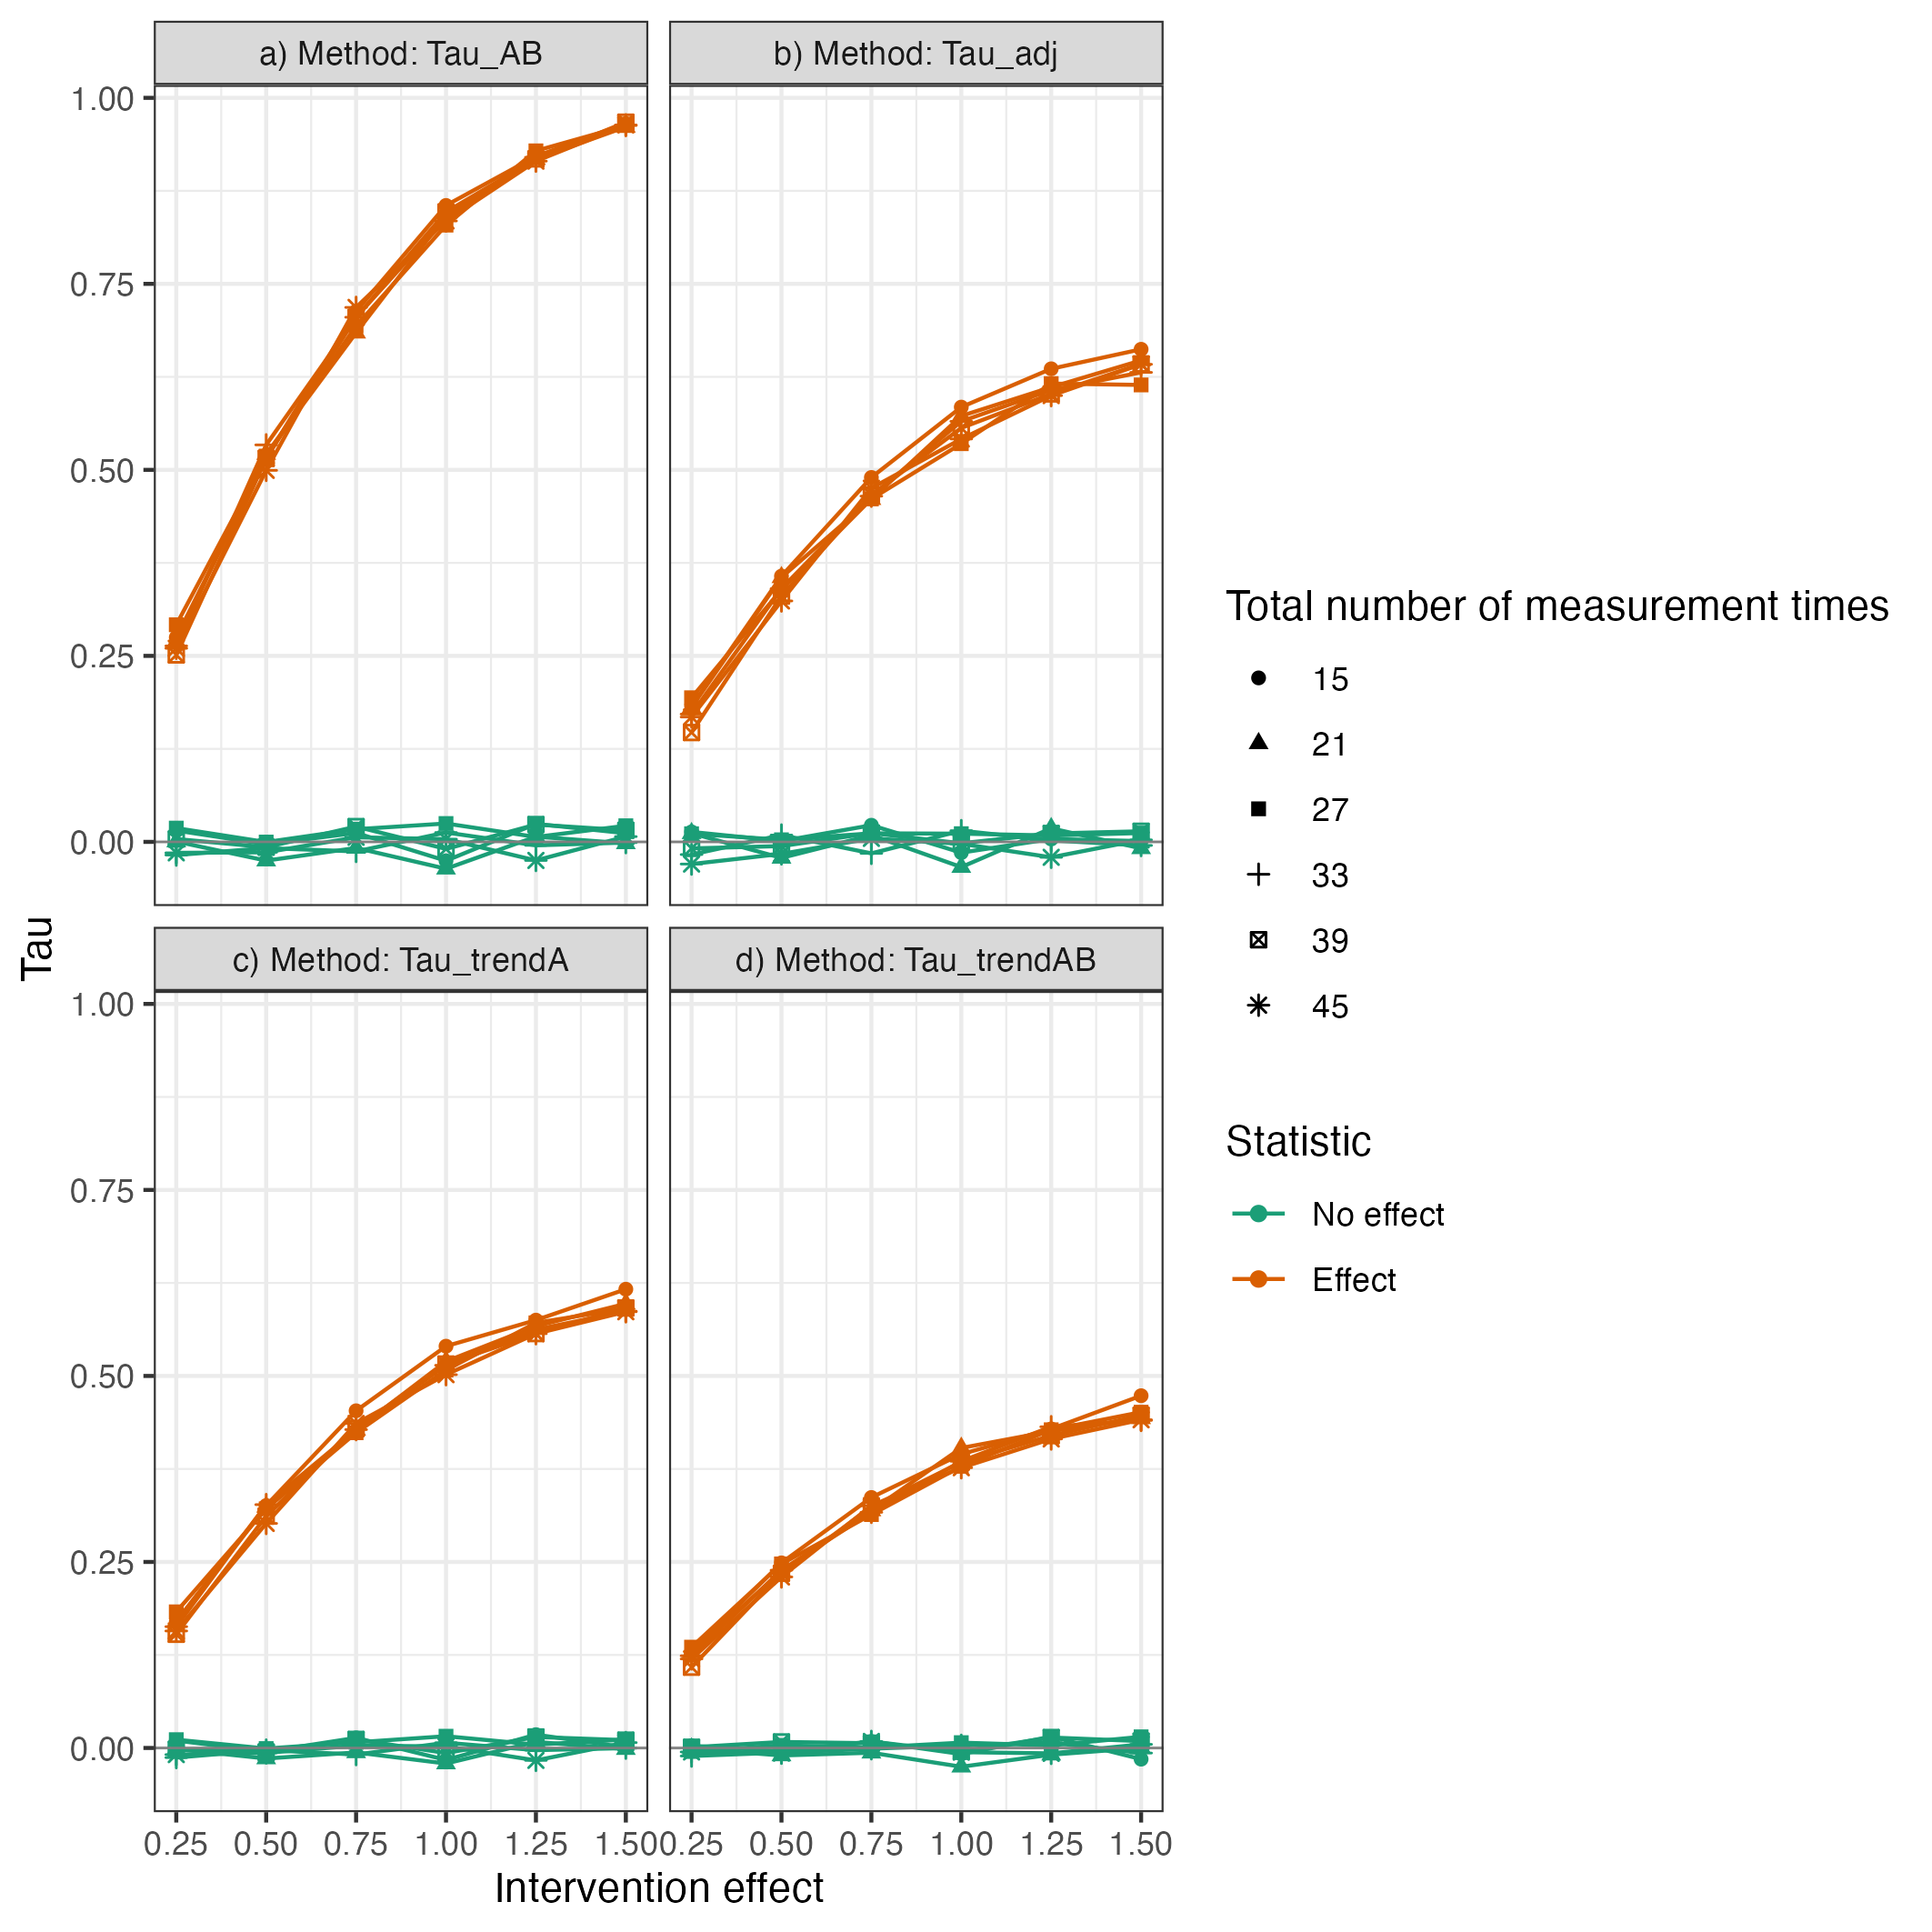 a) Method: Tau_AB
b) Method: Tau_adj
1.00
0.75
0.50
0.25
0.00
c) Method: Tau_trendA
d) Method: Tau_trendAB
1.00
0.75
0.50
0.25
0.00
0.25 0.50 0.75 1.00 1.25 1.50
0.25 0.50 0.75 1.00 1.25 1.50
Intervention effect
Tau
Total number of measurement times
15
21
27
33
39
45
Statistic
No effect
Effect